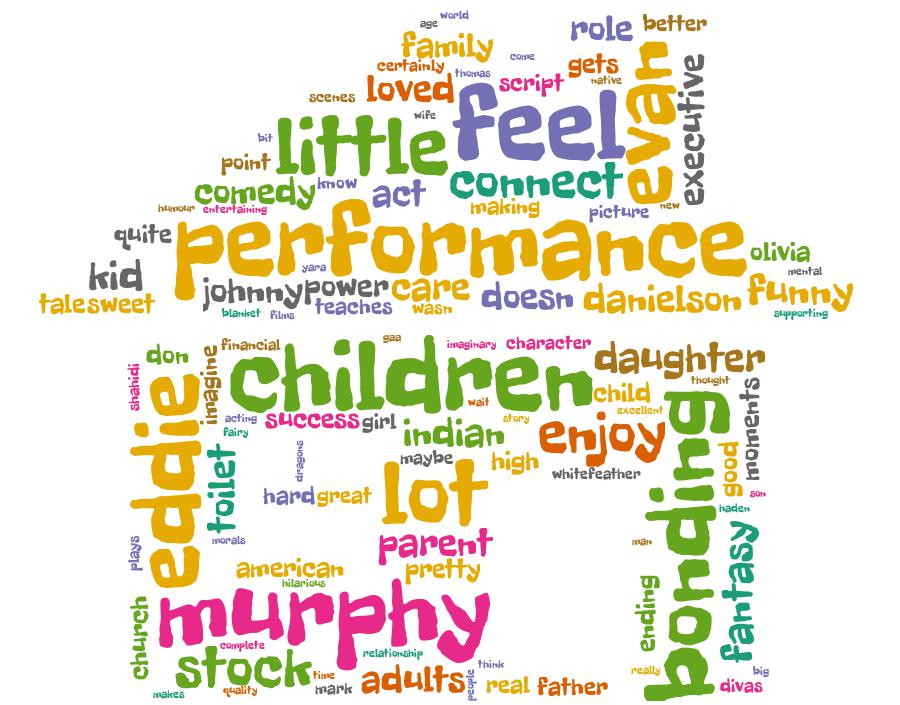 world
age
role better
family
come
certainly thomas gets
loved script native
scenes
wife feel evan executive
bit little
point
connect
comedy know act
humour entertaining making picture new
quite performance olivia
kid yara mental
johnny power care doesn danielson funny
tale sweet teaches wasn
blanket films supporting
gaa
don financial imaginary character
shahidi imagine children daughter
thought
eddie wait child
acting success girl story excellent
fairy indian enjoy bonding moments
toilet dragons maybe high whitefeather good
hard great lot son
haden
plays morals parent man fantasy
american pretty
hilarious
church murphy ending
complete relationship
stock time think really big
makes quality mark adults people real father divas